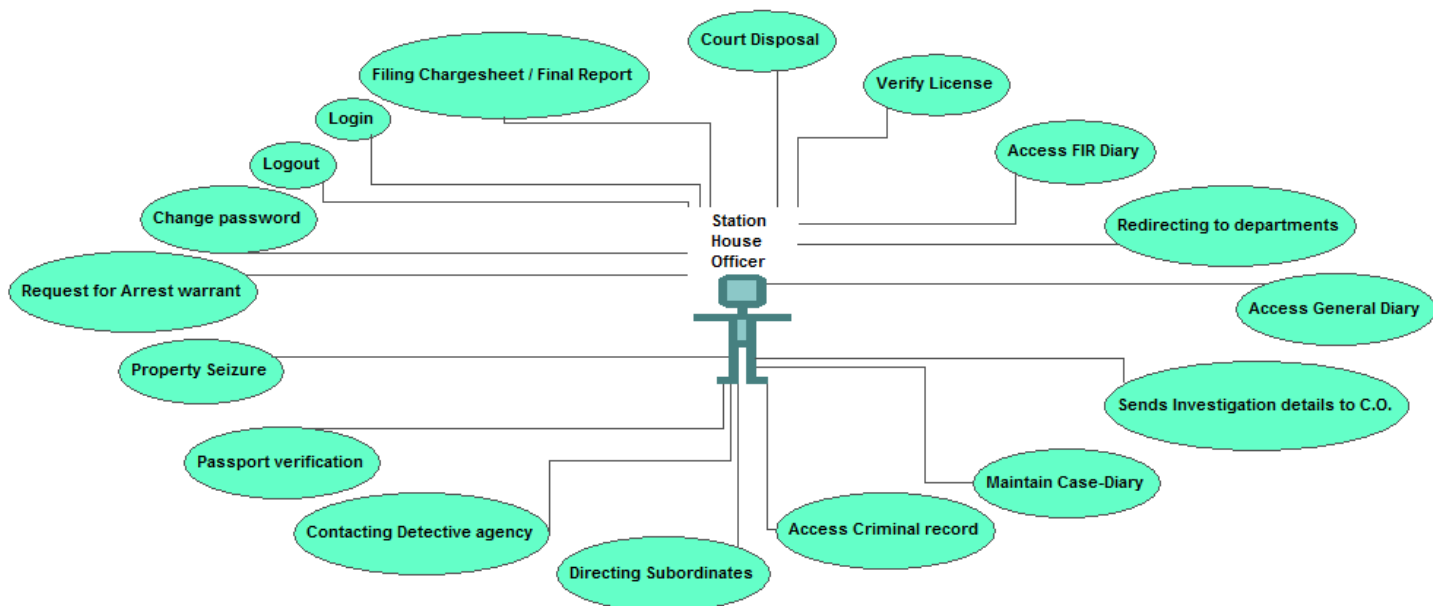 Court Disposal
Filing Chargesheet / Final Report
Verify License
Login
Access FIR Diary
Logout
Change password
Station
House
Officer
Redirecting to departments
Request for Arrest warrant
Access General Diary
Property Seizure
Sends Investigation details to C.O.
Passport verification
Maintain Case-Diary
Contacting Detective agency
Access Criminal record
Directing Subordinates